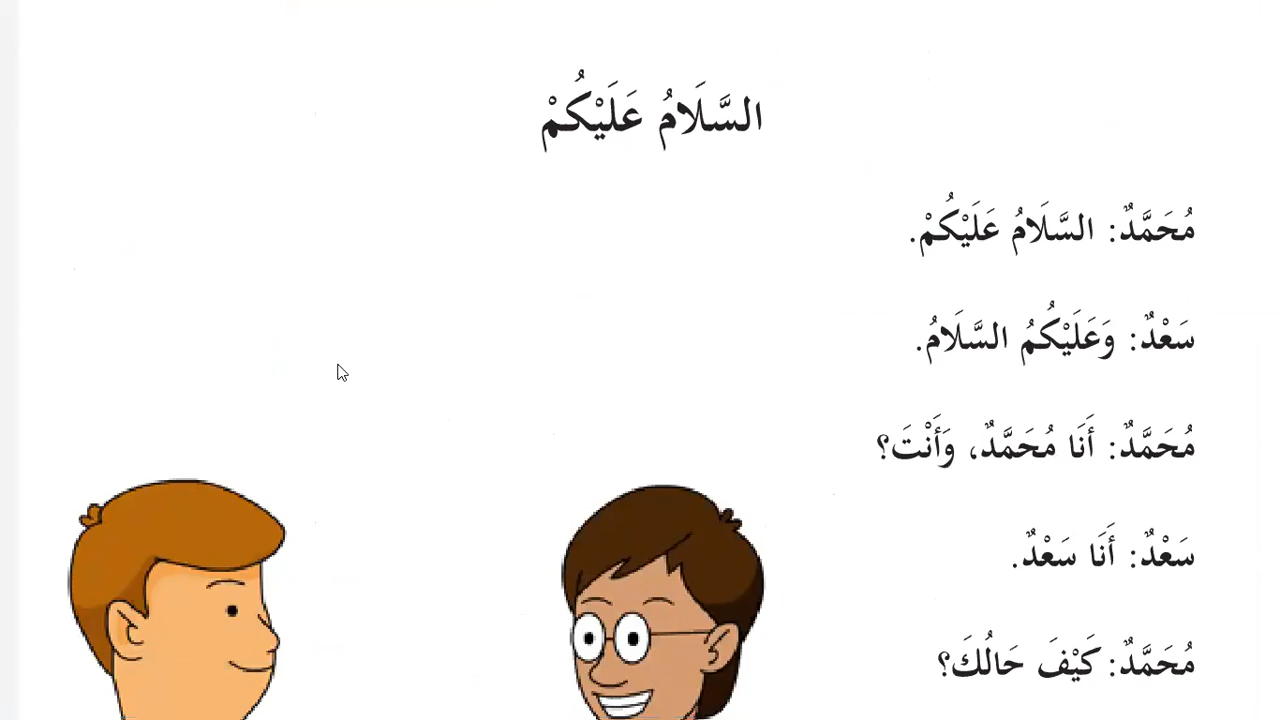 السَّلَامُ عَلَيْكُمْ
مُحَمَّدٌ: السَّلَامُ عَلَيْكُمْ.
سَعْدٌ: وَعَلَيْكُمُ السَّلَامُ.
مُحَمَّدٌ: أَنَا مُحَمَّدٌ، وَأَنْتَ؟
سَعْدٌ: أَنَا سَعْدٌ.
مُحَمَّدٌ: كَيْفَ حَالُكَ؟